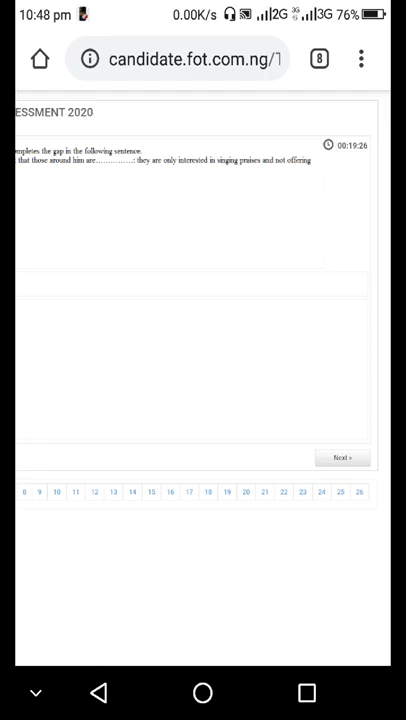 10:48 pm 0.00K/s 2G 3G 3G 76%
candidate.fot.com.ng/T 8
ESSMENT 2020
00:19:26
mpletes the gap in the following sentence.
that those around him are……………: they are only interested in singing praises and not offering
Next »
8 9 10 11 12 13 14 15 16 17 18 19 20 21 22 23 24 25 26